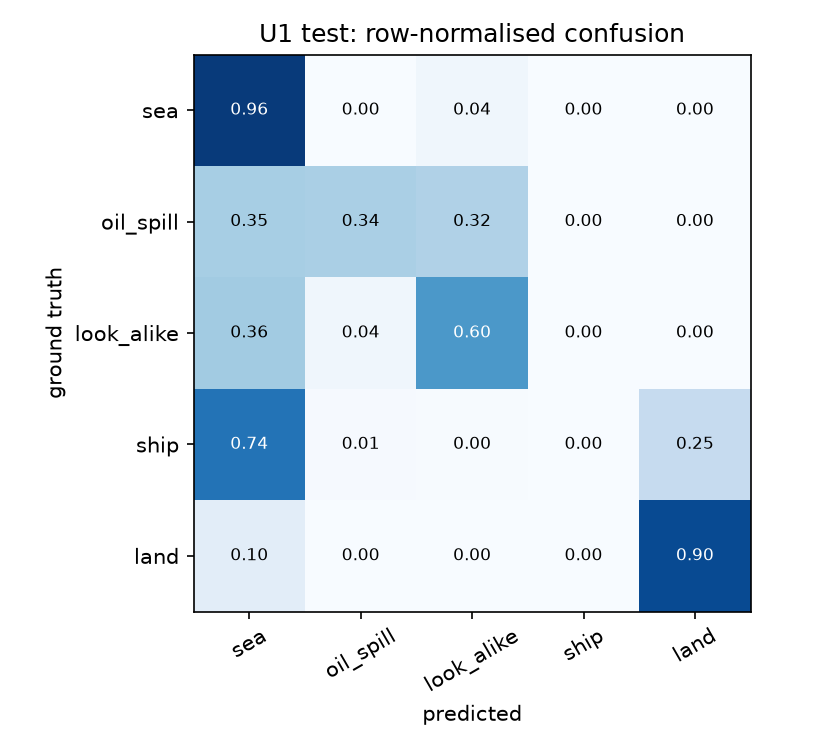 U1 test: row-normalised confusion
ground truth
sea 0.96 0.00 0.04 0.00 0.00
oil_spill 0.35 0.34 0.32 0.00 0.00
look_alike 0.36 0.04 0.60 0.00 0.00
ship 0.74 0.01 0.00 0.00 0.25
land 0.10 0.00 0.00 0.00 0.90
sea oil_spill look_alike ship land
predicted